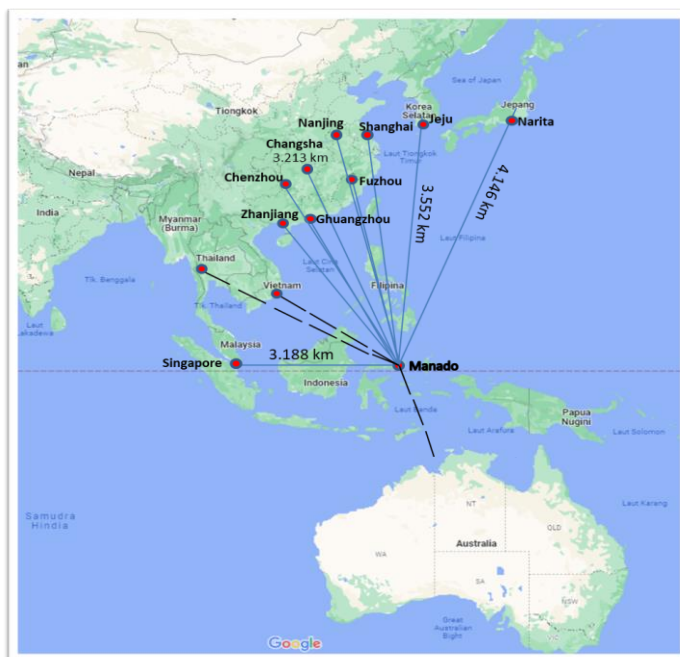 an
Tiongkok
Sea of Japan
Korea
Selatan
Jepang
Jeju
Narita
Nanjing
Shanghai
Changsha
3.213 km
Laut Tiongkok
Timur
Nepal
Chenzhou
Fuzhou
India
Myanmar
(Burma)
Zhanjiang
Ghuangzhou
3.552 km
4.146 km
Laut Filipina
Thailand
Laut Cina
Selatan
Tlk. Benggala
Vietnam
Filipina
Tlk. Thailand
Laut
akadewa
Malaysia
Singapore
3.188 km
Manado
Indonesia
Laut Banda
Papua
Nugini
Laut Arafura
Laut Solomon
Samudra
Hindia
NT
Laut Karang
QLD
WA
Australia
SA
NSW
Great
Australian
Bight
VIC
Google